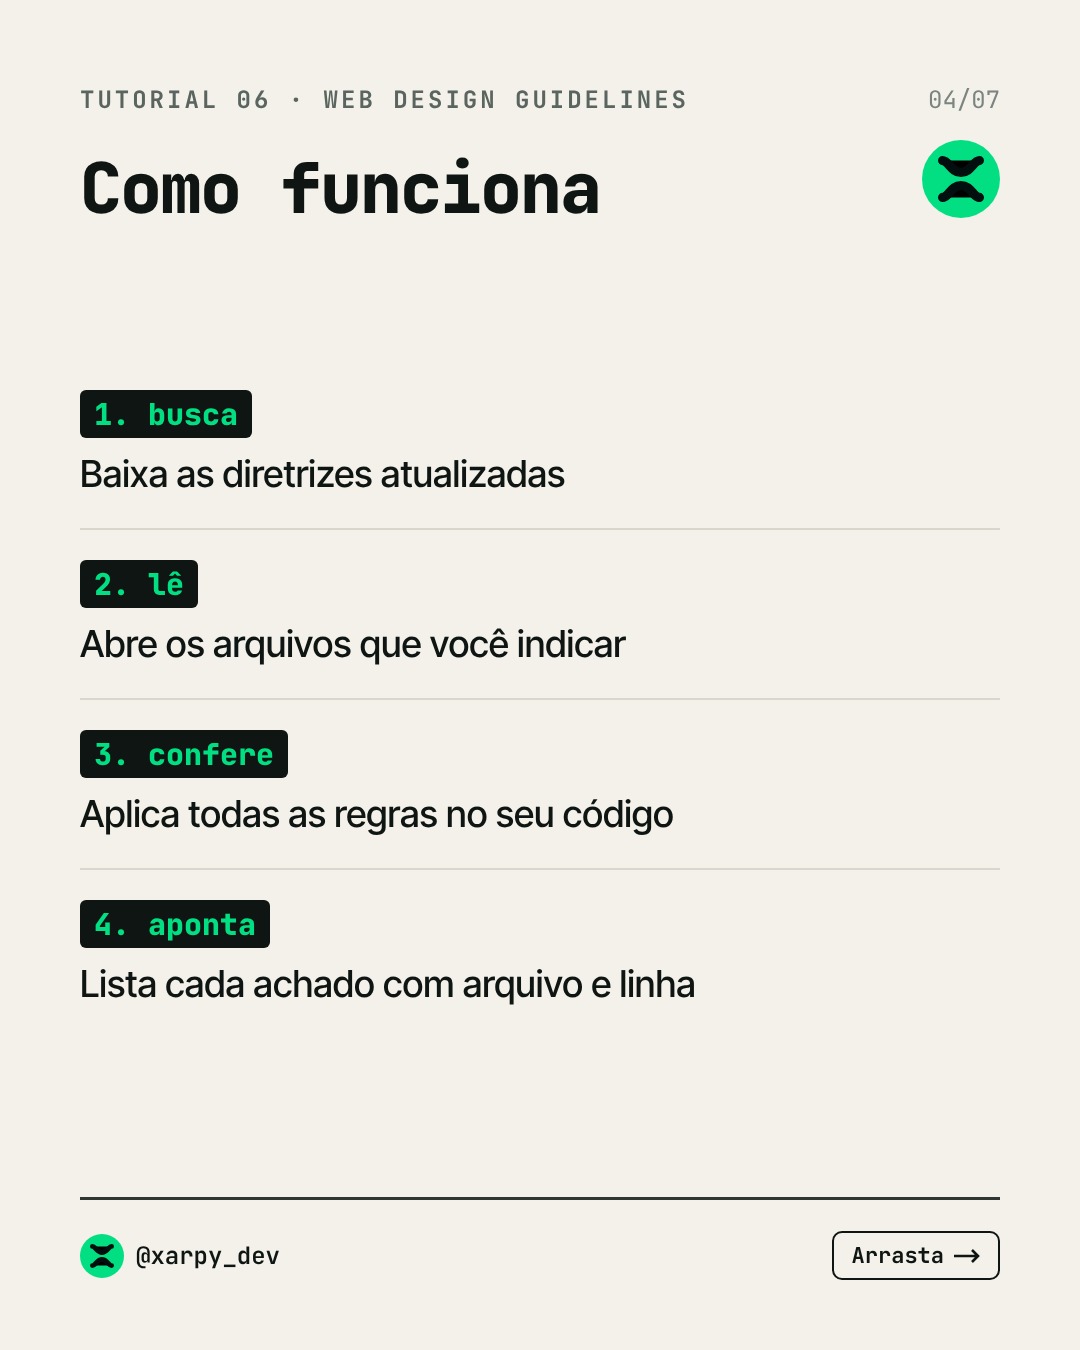 TUTORIAL 06 · WEB DESIGN GUIDELINES
04/07
Como funciona
1. busca
Baixa as diretrizes atualizadas
2. lê
Abre os arquivos que você indicar
3. confere
Aplica todas as regras no seu código
4. aponta
Lista cada achado com arquivo e linha
@xarpy_dev
Arrasta →